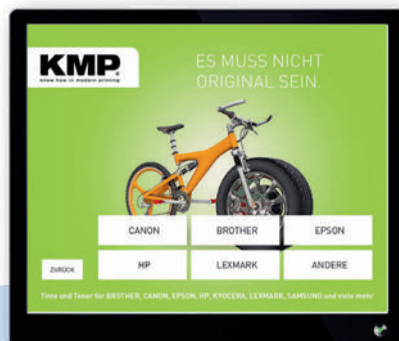 KMP
know how in modern printing
ES MUSS NICHT
ORIGINAL SEIN.
CANON
BROTHER
EPSON
ZURÜCK
HP
LEXMARK
ANDERE
Tinte und Toner für BROTHER, CANON, EPSON, HP, KYOCERA, LEXMARK, SAMSUNG und viele mehr